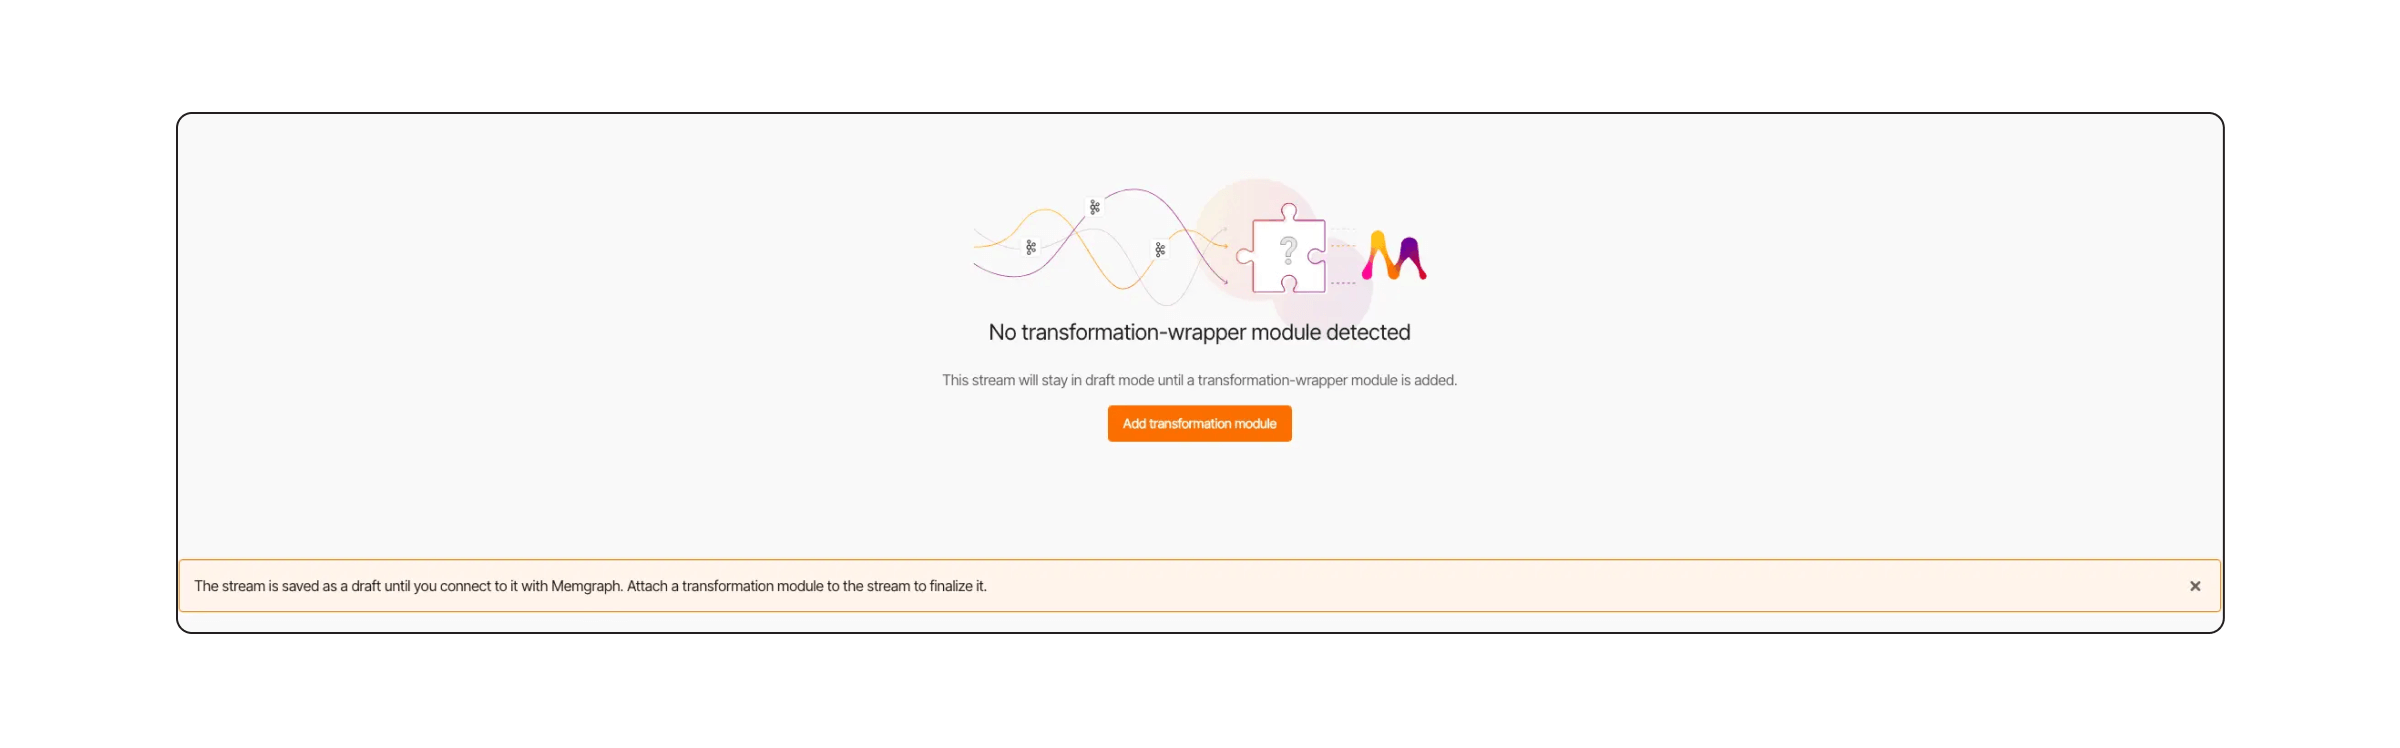 ?
No transformation-wrapper module detected
This stream will stay in draft mode until a transformation-wrapper module is added.
Add transformation module
The stream is saved as a draft until you connect to it with Memgraph. Attach a transformation module to the stream to finalize it.